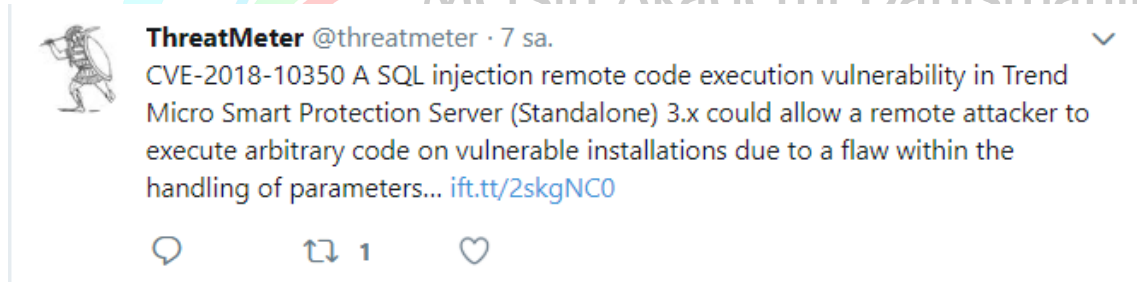 ThreatMeter @threatmeter · 7 sa.
CVE-2018-10350 A SQL injection remote code execution vulnerability in Trend
Micro Smart Protection Server (Standalone) 3.x could allow a remote attacker to
execute arbitrary code on vulnerable installations due to a flaw within the
handling of parameters... ift.tt/2skgNC0
1